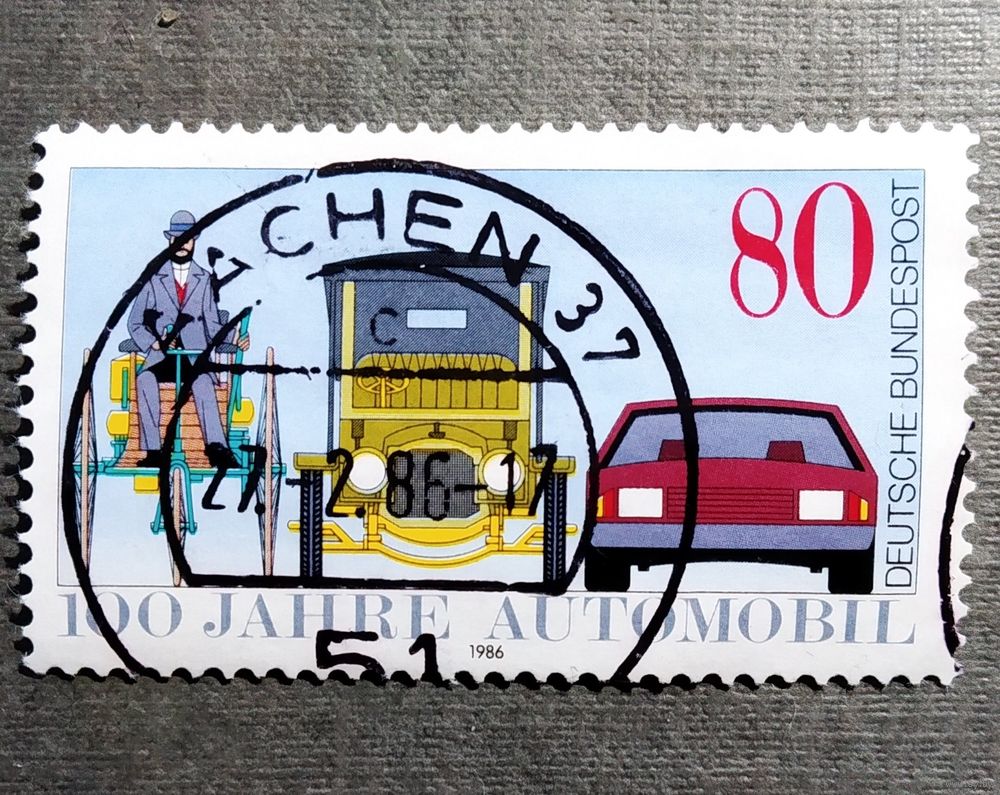 80
DEUTSCHE BUNDESPOST
100 JAHRE AUTOMOBIL
1986
CHEN 37
C
27.-2.86-17
51